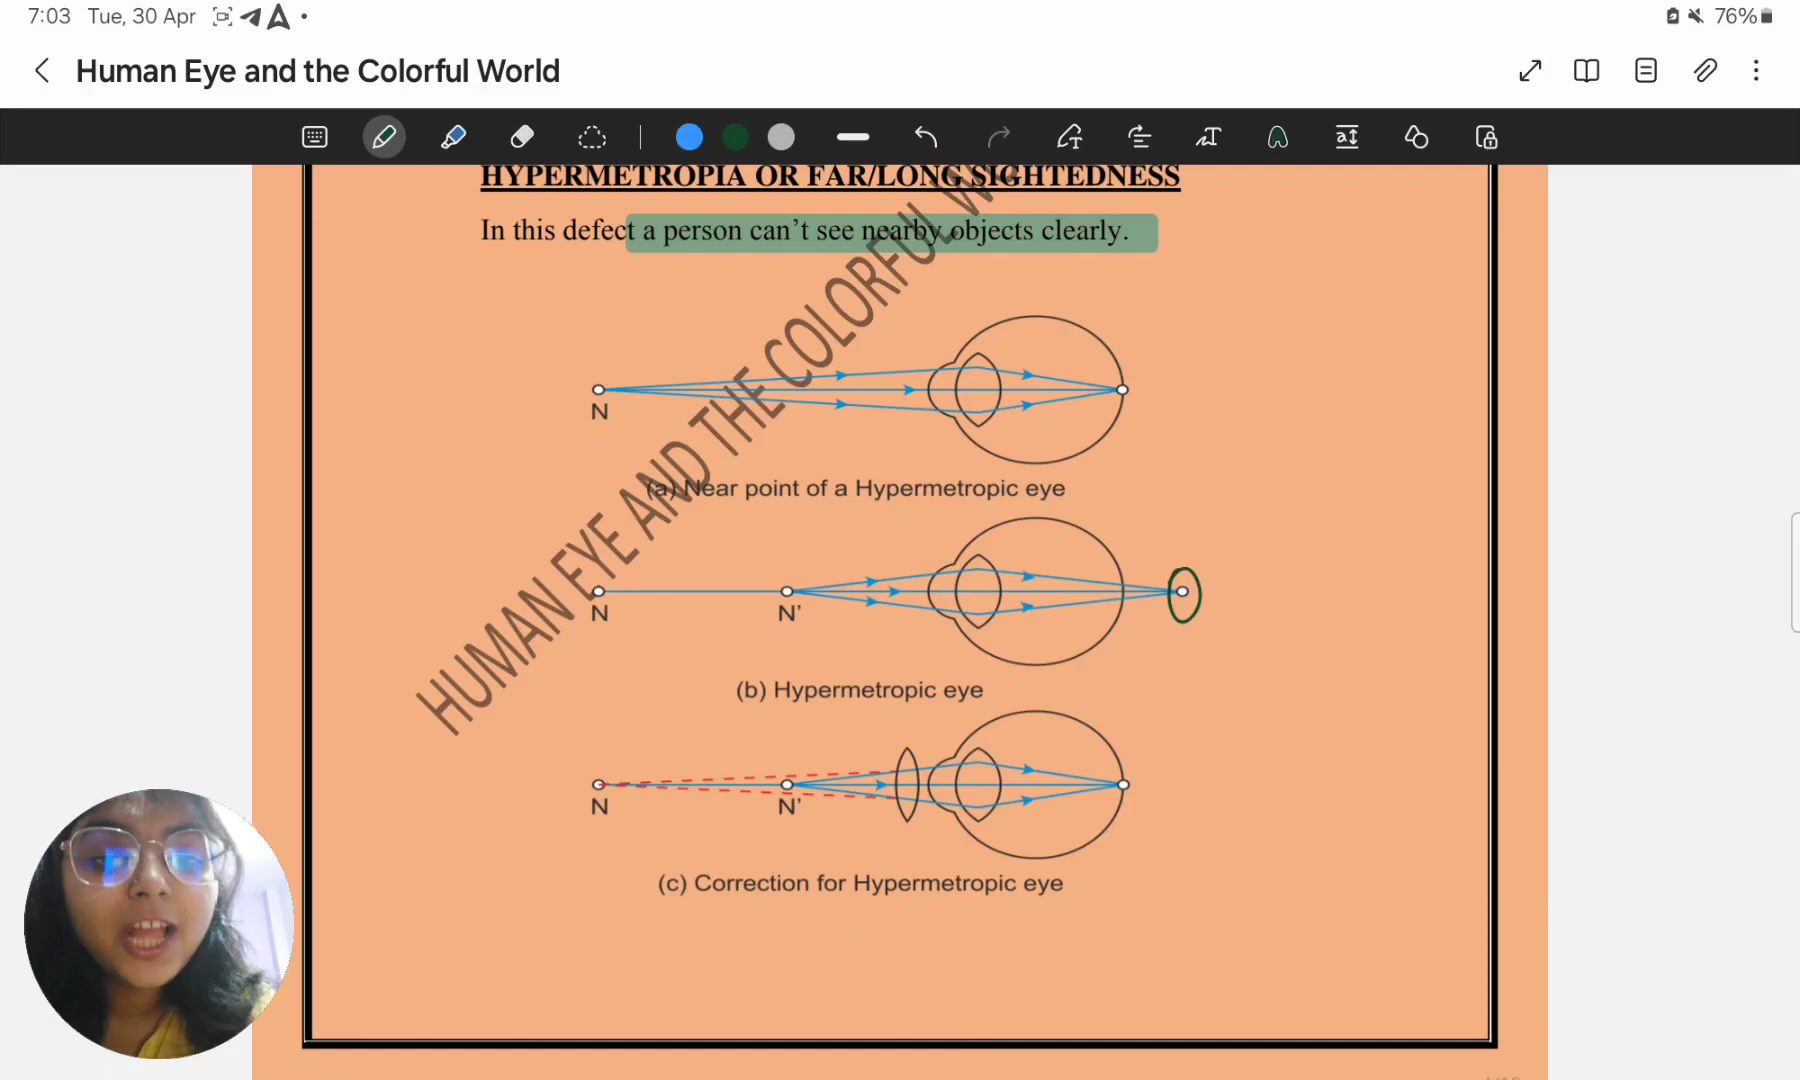 7:03 Tue, 30 Apr 76%
Human Eye and the Colorful World
HYPERMETROPIA OR FAR/LONG SIGHTEDNESS
In this defect a person can’t see nearby objects clearly.
N
(a) Near point of a Hypermetropic eye
N N'
(b) Hypermetropic eye
N N'
(c) Correction for Hypermetropic eye
HUMAN EYE AND THE COLORFUL